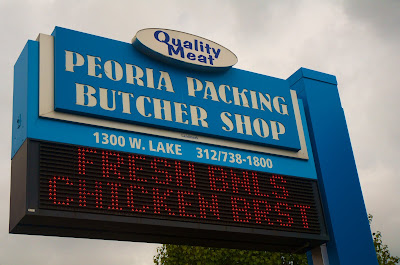 Quality
Meat
PEORIA PACKING
BUTCHER SHOP
1300 W. LAKE 312/738-1800
FRESH BNLS
CHICKEN BRST